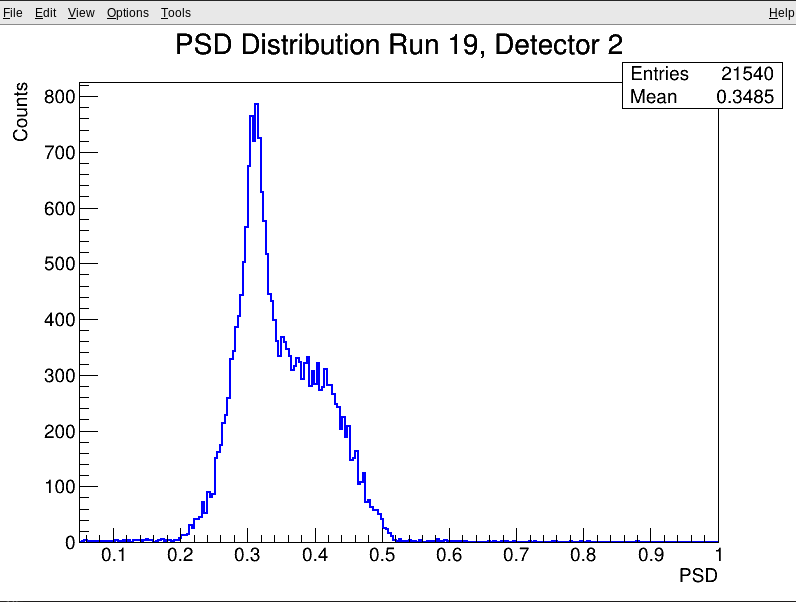 File Edit View Options Tools Help
PSD Distribution Run 19, Detector 2
Entries 21540
Mean 0.3485
Counts
800
700
600
500
400
300
200
100
0
0.1 0.2 0.3 0.4 0.5 0.6 0.7 0.8 0.9 1
PSD